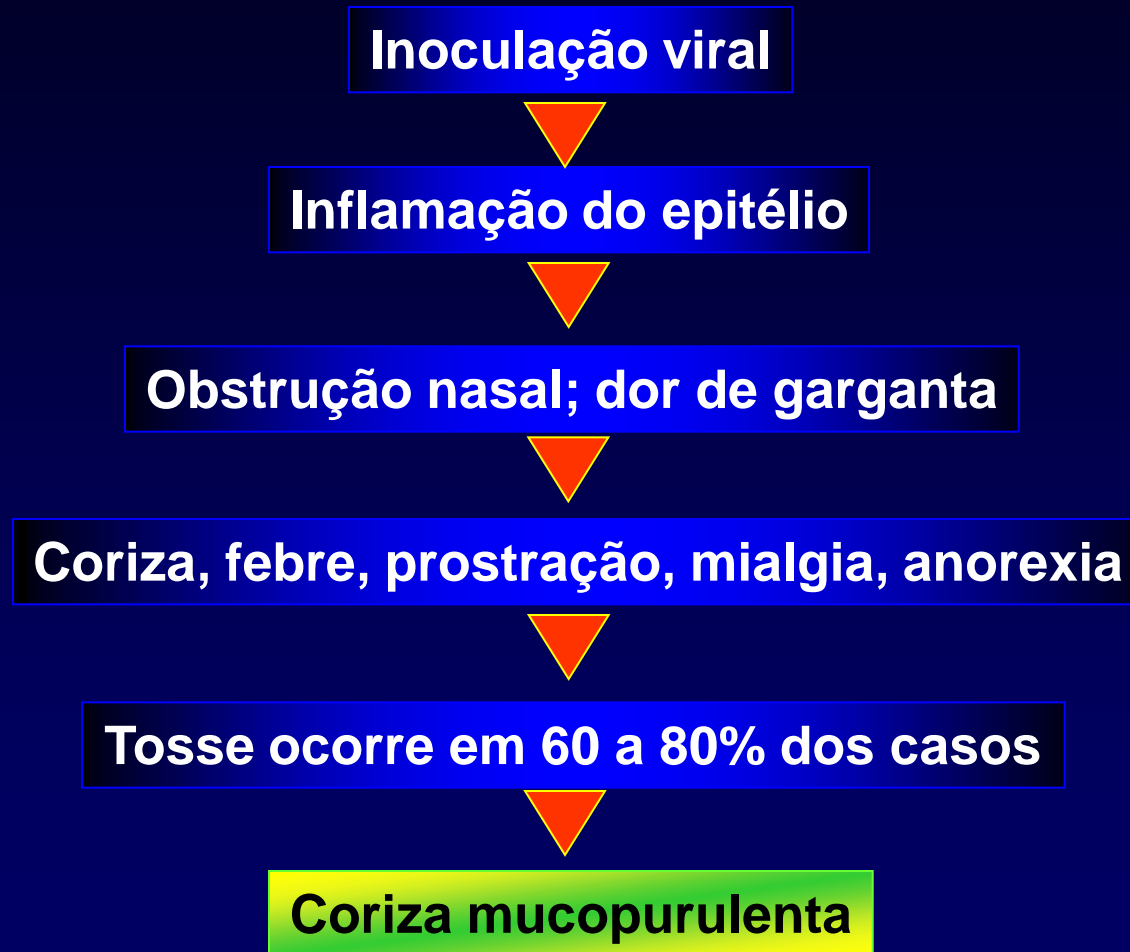 Inoculação viral
Inflamação do epitélio
Obstrução nasal; dor de garganta
Coriza, febre, prostração, mialgia, anorexia
Tosse ocorre em 60 a 80% dos casos
Coriza mucopurulenta